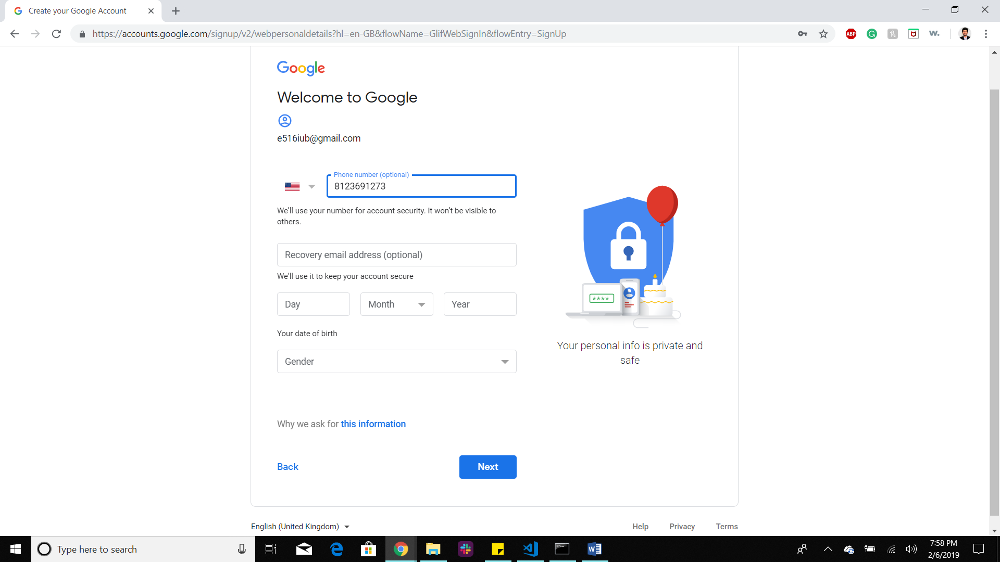 Create your Google Account
https://accounts.google.com/signup/v2/webpersonaldetails?hl=en-GB&flowName=GlifWebSignIn&flowEntry=SignUp
ABP
w.
Google
Welcome to Google
e516iub@gmail.com
Phone number (optional)
8123691273
We’ll use your number for account security. It won’t be visible to
others.
Recovery email address (optional)
We’ll use it to keep your account secure
Day
Month
Year
Your date of birth
Gender
****
Your personal info is private and
safe
Why we ask for this information
Back
Next
English (United Kingdom)
Help
Privacy
Terms
Type here to search
7:58 PM
2/6/2019